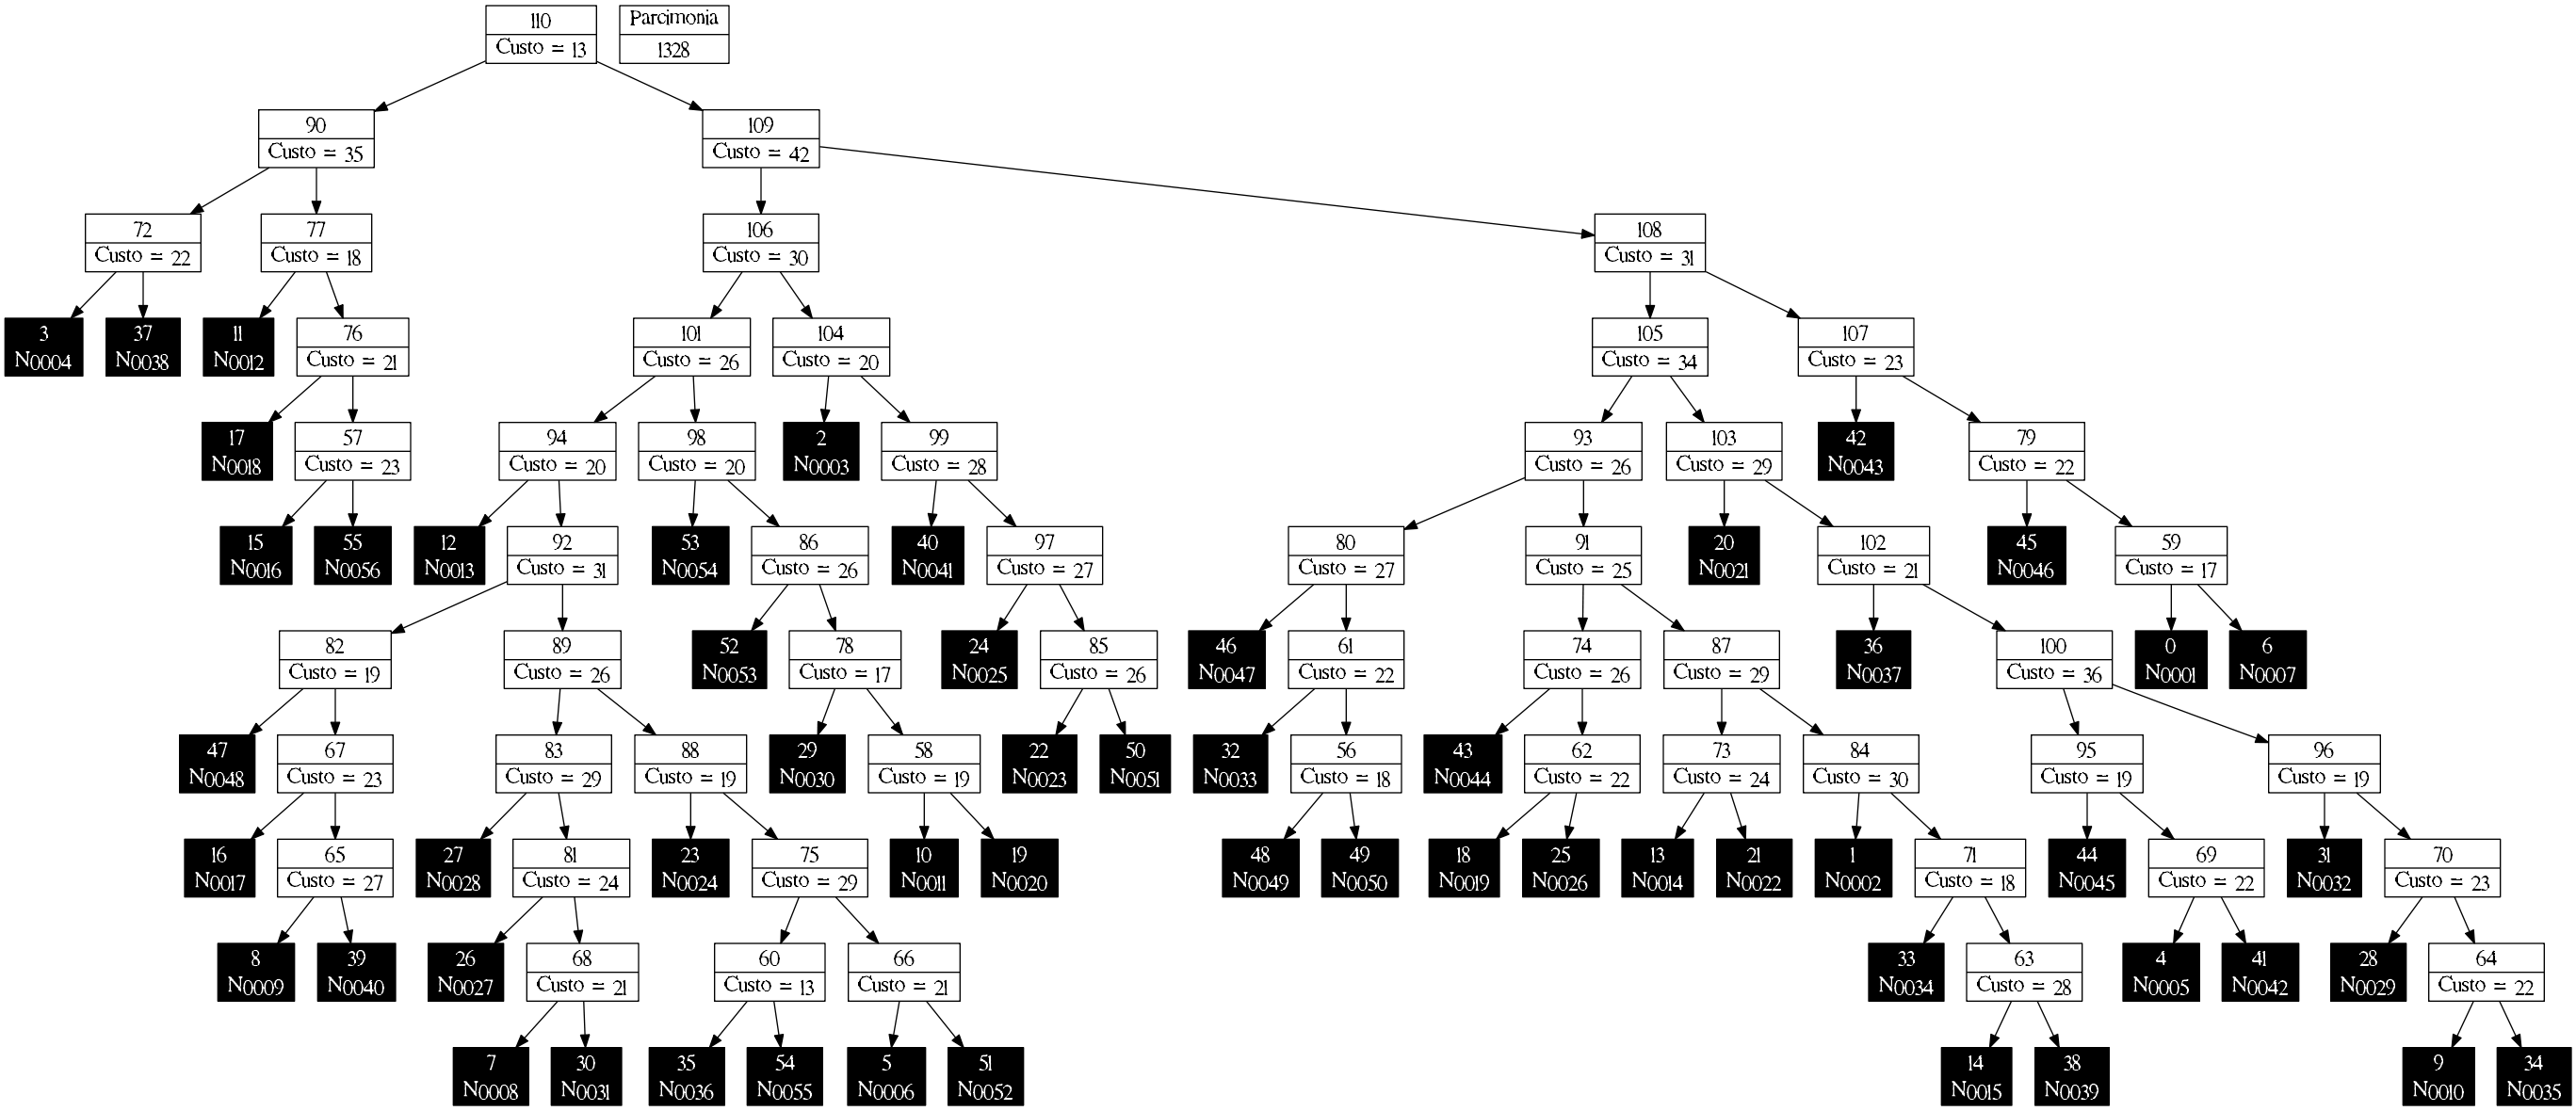 110
Custo = 13
Parcimonia
1328
90
Custo = 35
109
Custo = 42
72
Custo = 22
77
Custo = 18
106
Custo = 30
108
Custo = 31
3
N0004
37
N0038
11
N0012
76
Custo = 21
101
Custo = 26
104
Custo = 20
105
Custo = 34
107
Custo = 23
17
N0018
57
Custo = 23
94
Custo = 20
98
Custo = 20
2
N0003
99
Custo = 28
93
Custo = 26
103
Custo = 29
42
N0043
79
Custo = 22
15
N0016
55
N0056
12
N0013
92
Custo = 31
53
N0054
86
Custo = 26
40
N0041
97
Custo = 27
80
Custo = 27
91
Custo = 25
20
N0021
102
Custo = 21
45
N0046
59
Custo = 17
82
Custo = 19
89
Custo = 26
52
N0053
78
Custo = 17
24
N0025
85
Custo = 26
46
N0047
61
Custo = 22
74
Custo = 26
87
Custo = 29
36
N0037
100
Custo = 36
0
N0001
6
N0007
47
N0048
67
Custo = 23
83
Custo = 29
88
Custo = 19
29
N0030
58
Custo = 19
22
N0023
50
N0051
32
N0033
56
Custo = 18
43
N0044
62
Custo = 22
73
Custo = 24
84
Custo = 30
95
Custo = 19
96
Custo = 19
16
N0017
65
Custo = 27
27
N0028
81
Custo = 24
23
N0024
75
Custo = 29
10
N0011
19
N0020
48
N0049
49
N0050
18
N0019
25
N0026
13
N0014
21
N0022
1
N0002
71
Custo = 18
44
N0045
69
Custo = 22
31
N0032
70
Custo = 23
8
N0009
39
N0040
26
N0027
68
Custo = 21
60
Custo = 13
66
Custo = 21
33
N0034
63
Custo = 28
4
N0005
41
N0042
28
N0029
64
Custo = 22
7
N0008
30
N0031
35
N0036
54
N0055
5
N0006
51
N0052
14
N0015
38
N0039
9
N0010
34
N0035